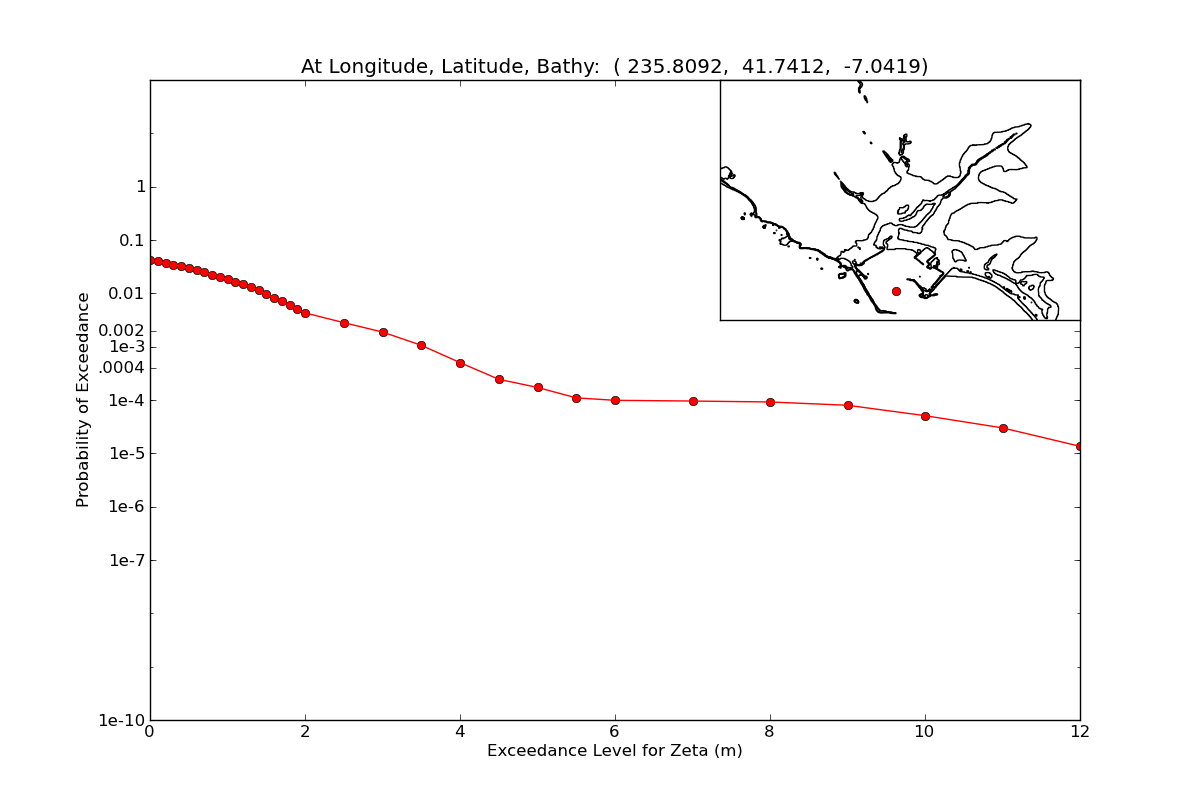 At Longitude, Latitude, Bathy:  ( 235.8092,  41.7412,  -7.0419)
1
0.1
0.01
0.002
1e-3
.0004
1e-4
1e-5
1e-6
1e-7
1e-10
Probability of Exceedance
0 2 4 6 8 10 12
Exceedance Level for Zeta (m)